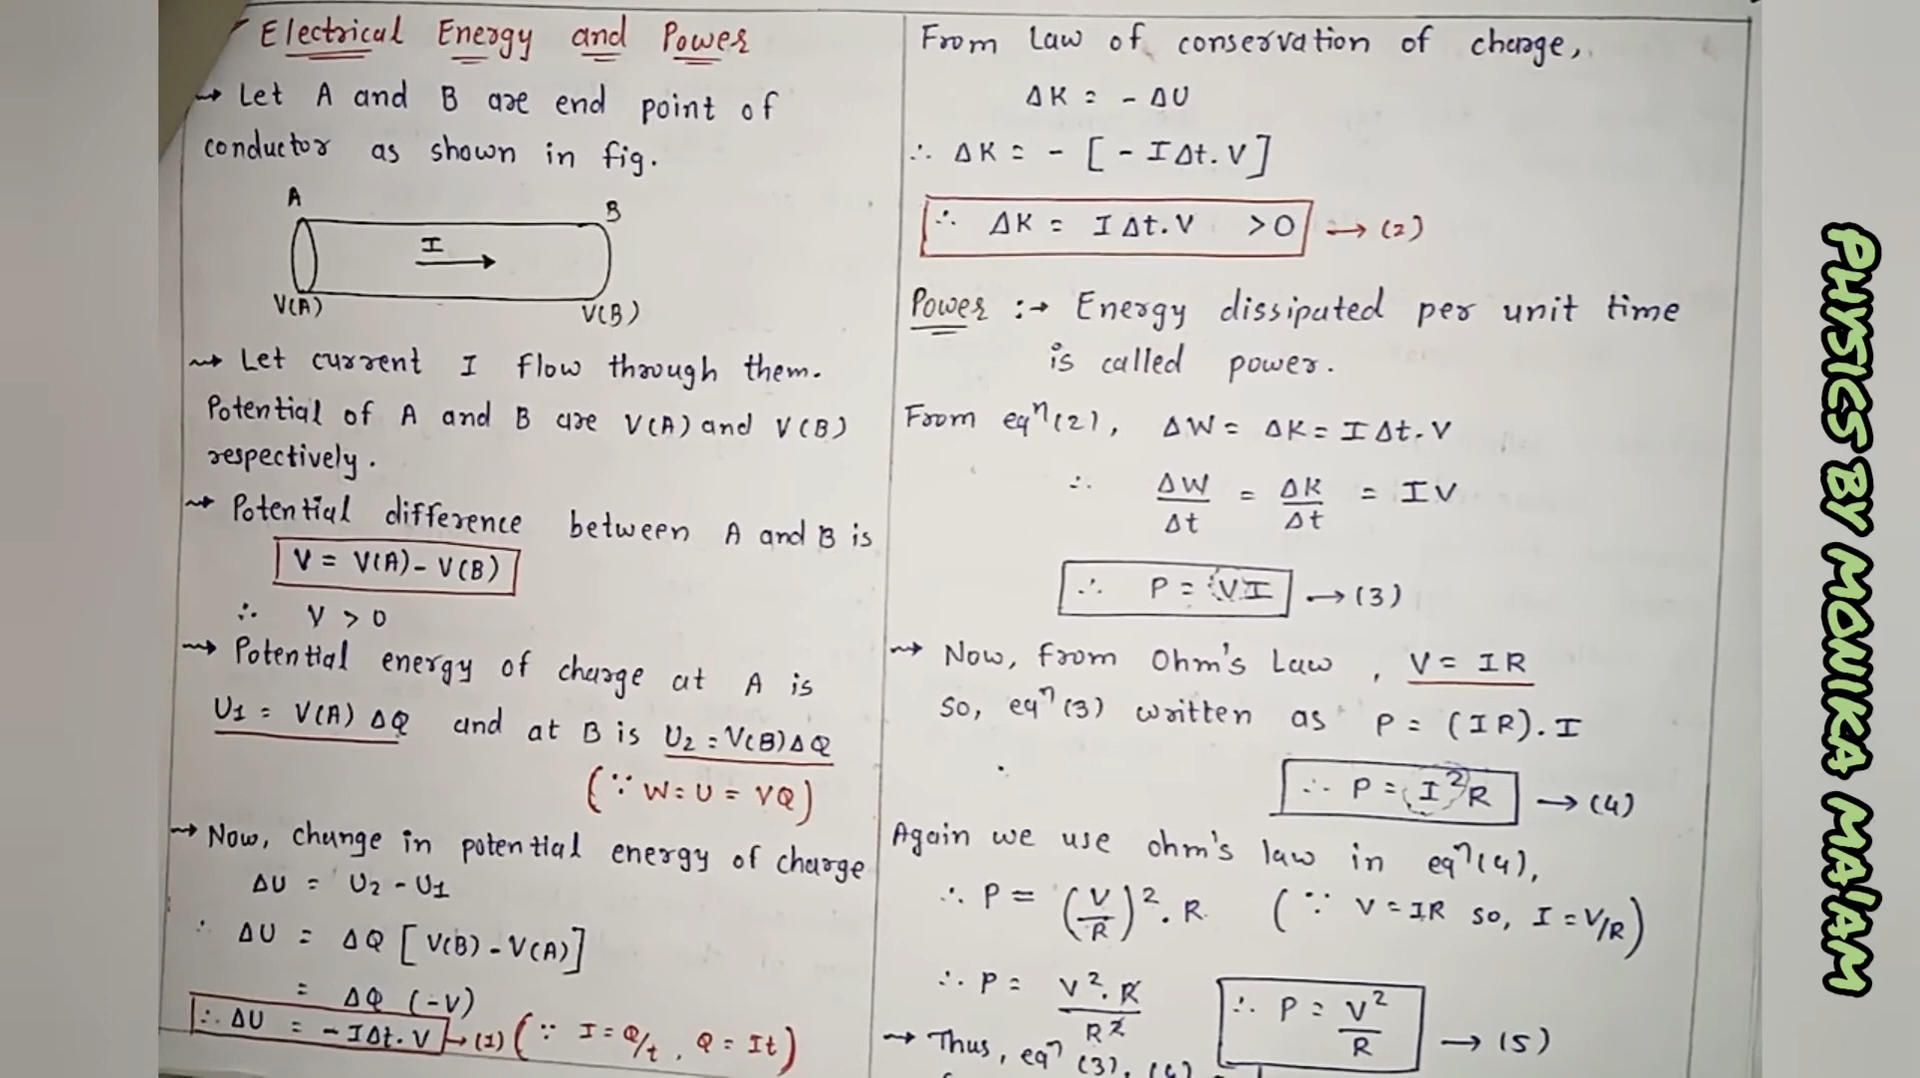 Electrical Energy and Power
→ Let A and B are end point of
conductor as shown in fig.
A
B
I
V(A)
V(B)
→ Let current I flow through them.
Potential of A and B are V(A) and V(B)
respectively.
→ Potential difference between A and B is
V = V(A) - V(B)
∴ V > 0
→ Potential energy of charge at A is
U1 = V(A) ΔQ and at B is U2 = V(B)ΔQ
(∵ W = U = VQ)
→ Now, change in potential energy of charge
ΔU = U2 - U1
∴ ΔU = ΔQ [V(B) - V(A)]
= ΔQ (-V)
∴ ΔU = - IΔt. V → (1) (∵ I = Q/t , Q = It)
From Law of conservation of charge,
ΔK = - ΔU
∴ ΔK = - [- IΔt. V]
∴ ΔK = I Δt. V > 0 → (2)
Power :→ Energy dissipated per unit time
is called power.
From eqⁿ(2), ΔW = ΔK = I Δt. V
∴ ΔW/Δt = ΔK/Δt = IV
∴ P = VI → (3)
→ Now, from Ohm's Law , V = IR
So, eqⁿ(3) written as P = (IR). I
∴ P = I²R → (4)
Again we use ohm's law in eqⁿ(4),
∴ P = (V/R)². R (∵ V = IR so, I = V/R)
∴ P = V². R/R²
∴ P = V²/R → (5)
→ Thus, eqⁿ (3), (4)
PHYSICS BY MONIKA MA'AM